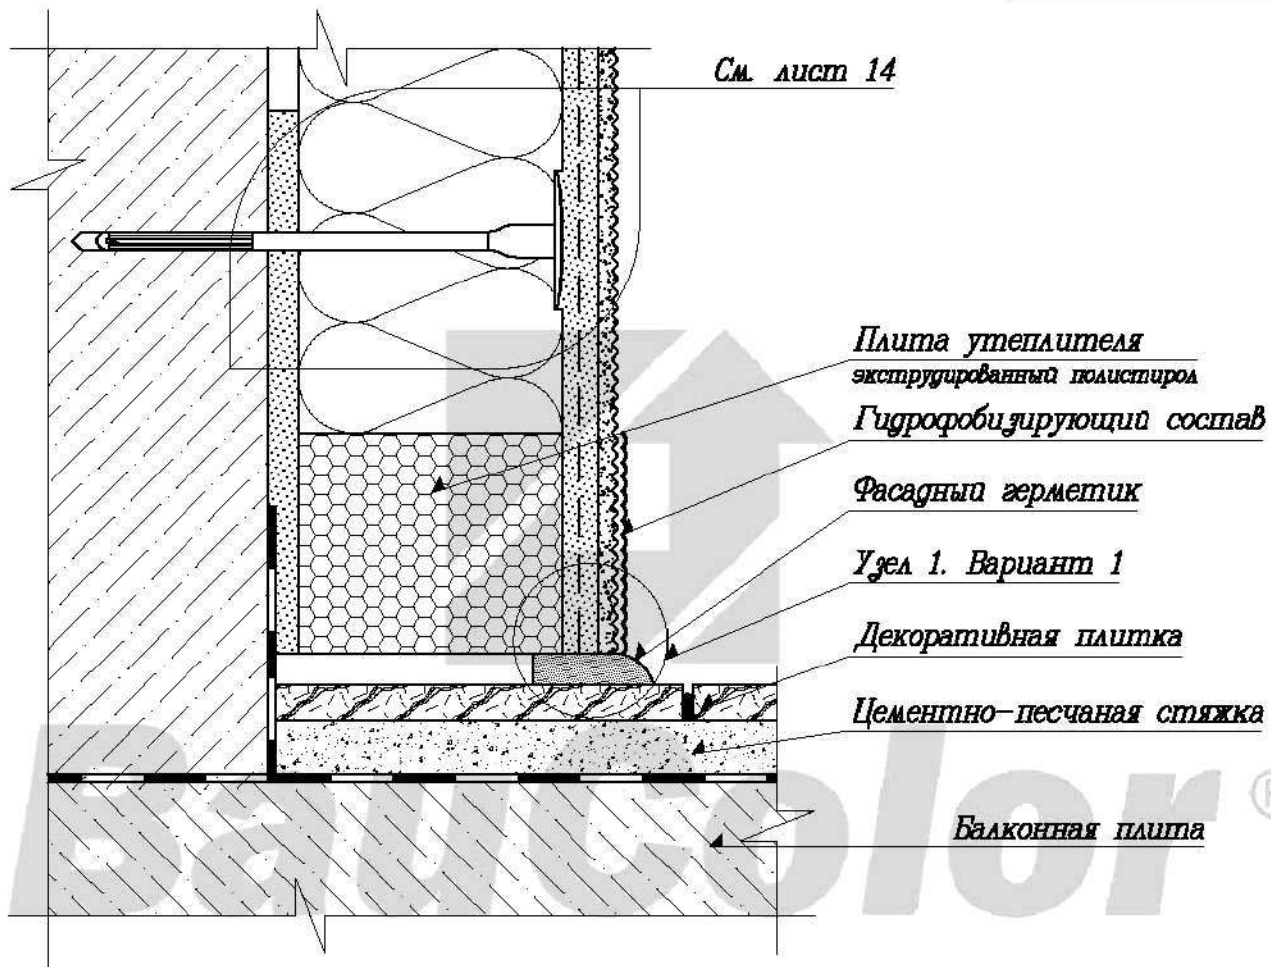 См. лист 14
Плита утеплителя
экструдированный полистирол
Гидрофобизирующий состав
Фасадный герметик
Узел 1. Вариант 1
Декоративная плитка
Цементно-песчаная стяжка
Балконная плита
BauColor®